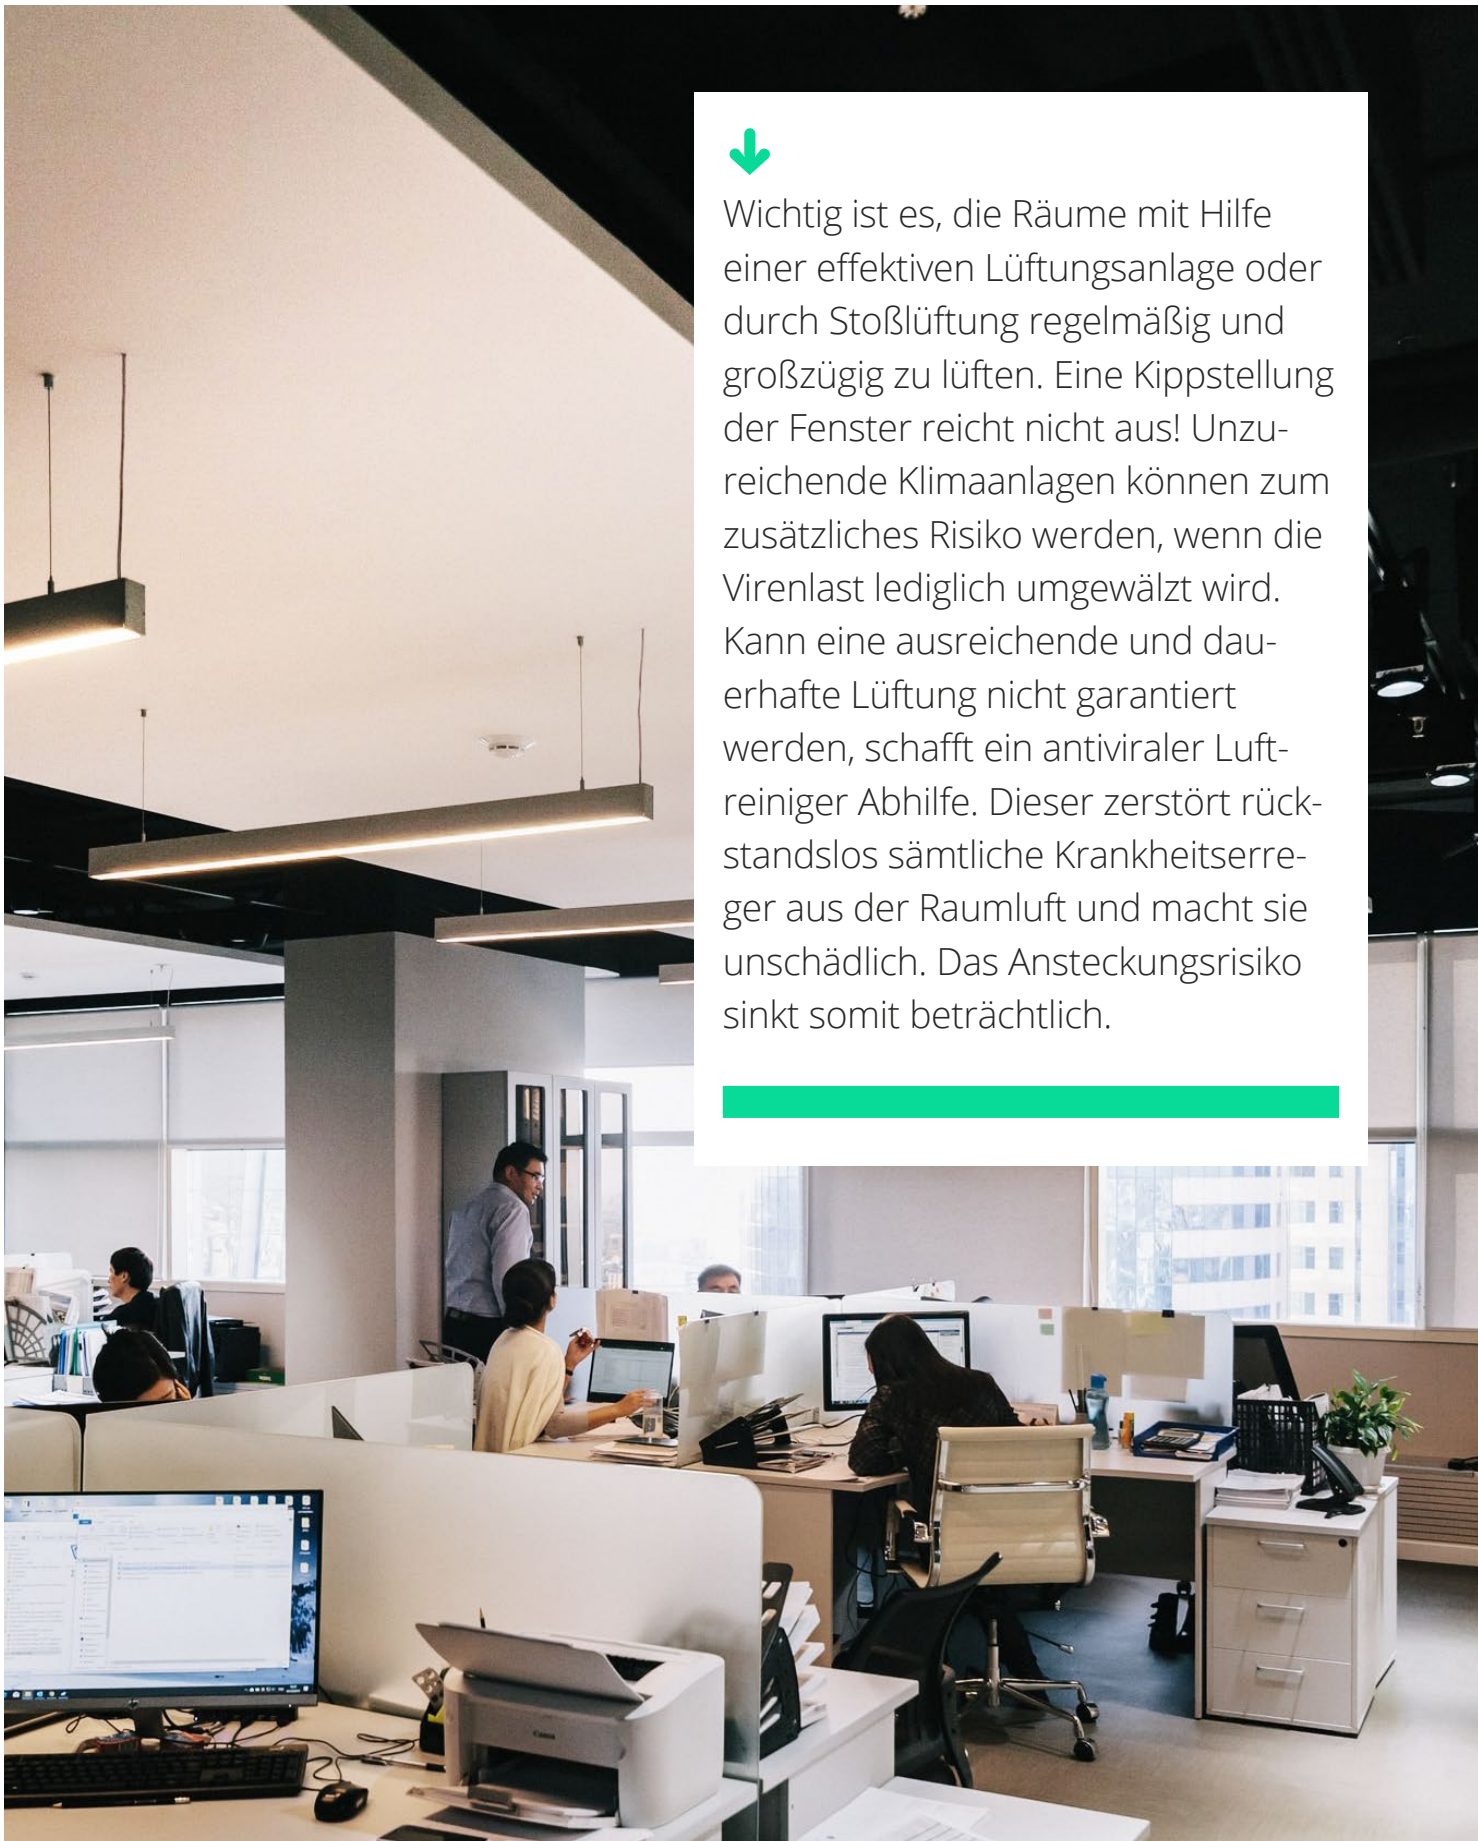 Wichtig ist es, die Räume mit Hilfe
einer effektiven Lüftungsanlage oder
durch Stoßlüftung regelmäßig und
großzügig zu lüften. Eine Kippstellung
der Fenster reicht nicht aus! Unzu-
reichende Klimaanlagen können zum
zusätzliches Risiko werden, wenn die
Virenlast lediglich umgewälzt wird.
Kann eine ausreichende und dau-
erhafte Lüftung nicht garantiert
werden, schafft ein antiviraler Luft-
reiniger Abhilfe. Dieser zerstört rück-
standslos sämtliche Krankheitserre-
ger aus der Raumluft und macht sie
unschädlich. Das Ansteckungsrisiko
sinkt somit beträchtlich.
Canon